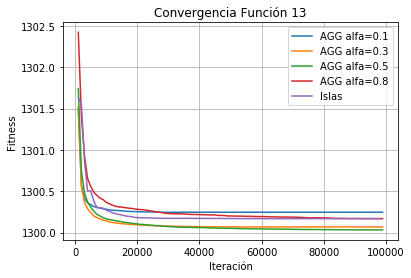 Convergencia Función 13
Fitness
1302.5
1302.0
1301.5
1301.0
1300.5
1300.0
AGG alfa=0.1
AGG alfa=0.3
AGG alfa=0.5
AGG alfa=0.8
Islas
0 20000 40000 60000 80000 100000
Iteración